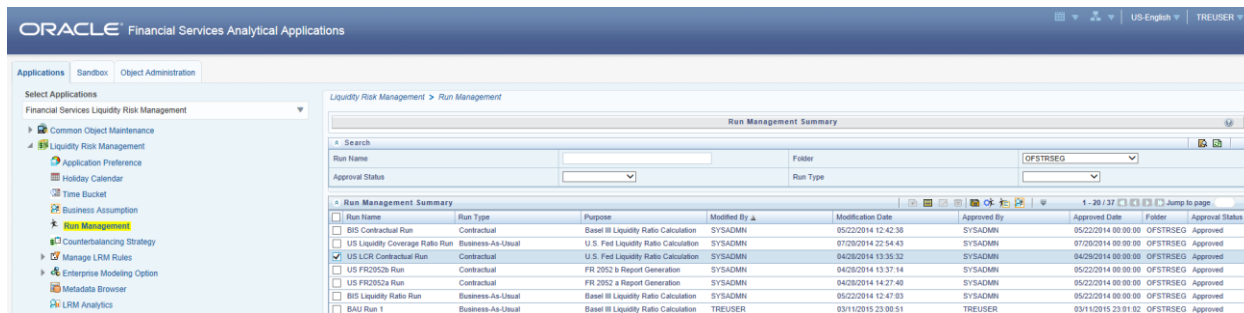 US-English TREUSER
ORACLE® Financial Services Analytical Applications
Applications Sandbox Object Administration
Select Applications
Financial Services Liquidity Risk Management
Common Object Maintenance
Liquidity Risk Management
Application Preference
Holiday Calendar
Time Bucket
Business Assumption
Run Management
Counterbalancing Strategy
Manage LRM Rules
Enterprise Modeling Option
Metadata Browser
LRM Analytics
Liquidity Risk Management > Run Management
Run Management Summary
Search
Run Name Folder OFSTRSEG
Approval Status Run Type
Run Management Summary 1 - 20 / 37 Jump to page
Run Name Run Type Purpose Modified By Modification Date Approved By Approved Date Folder Approval Status
BIS Contractual Run Contractual Basel III Liquidity Ratio Calculation SYSADMN 05/22/2014 12:42:38 SYSADMN 05/22/2014 00:00:00 OFSTRSEG Approved
US Liquidity Coverage Ratio Run Business-As-Usual U.S. Fed Liquidity Ratio Calculation SYSADMN 07/20/2014 22:54:43 SYSADMN 07/20/2014 00:00:00 OFSTRSEG Approved
US LCR Contractual Run Contractual U.S. Fed Liquidity Ratio Calculation SYSADMN 04/28/2014 13:35:32 SYSADMN 04/29/2014 00:00:00 OFSTRSEG Approved
US FR2052b Run Contractual FR 2052 b Report Generation SYSADMN 04/28/2014 13:37:14 SYSADMN 05/22/2014 00:00:00 OFSTRSEG Approved
US FR2052a Run Contractual FR 2052 a Report Generation SYSADMN 04/28/2014 14:27:40 SYSADMN 05/22/2014 00:00:00 OFSTRSEG Approved
BIS Liquidity Ratio Run Business-As-Usual Basel III Liquidity Ratio Calculation SYSADMN 05/22/2014 12:47:03 SYSADMN 05/22/2014 00:00:00 OFSTRSEG Approved
BAU Run 1 Business-As-Usual Basel III Liquidity Ratio Calculation TREUSER 03/11/2015 23:00:51 TREUSER 03/11/2015 23:01:02 OFSTRSEG Approved